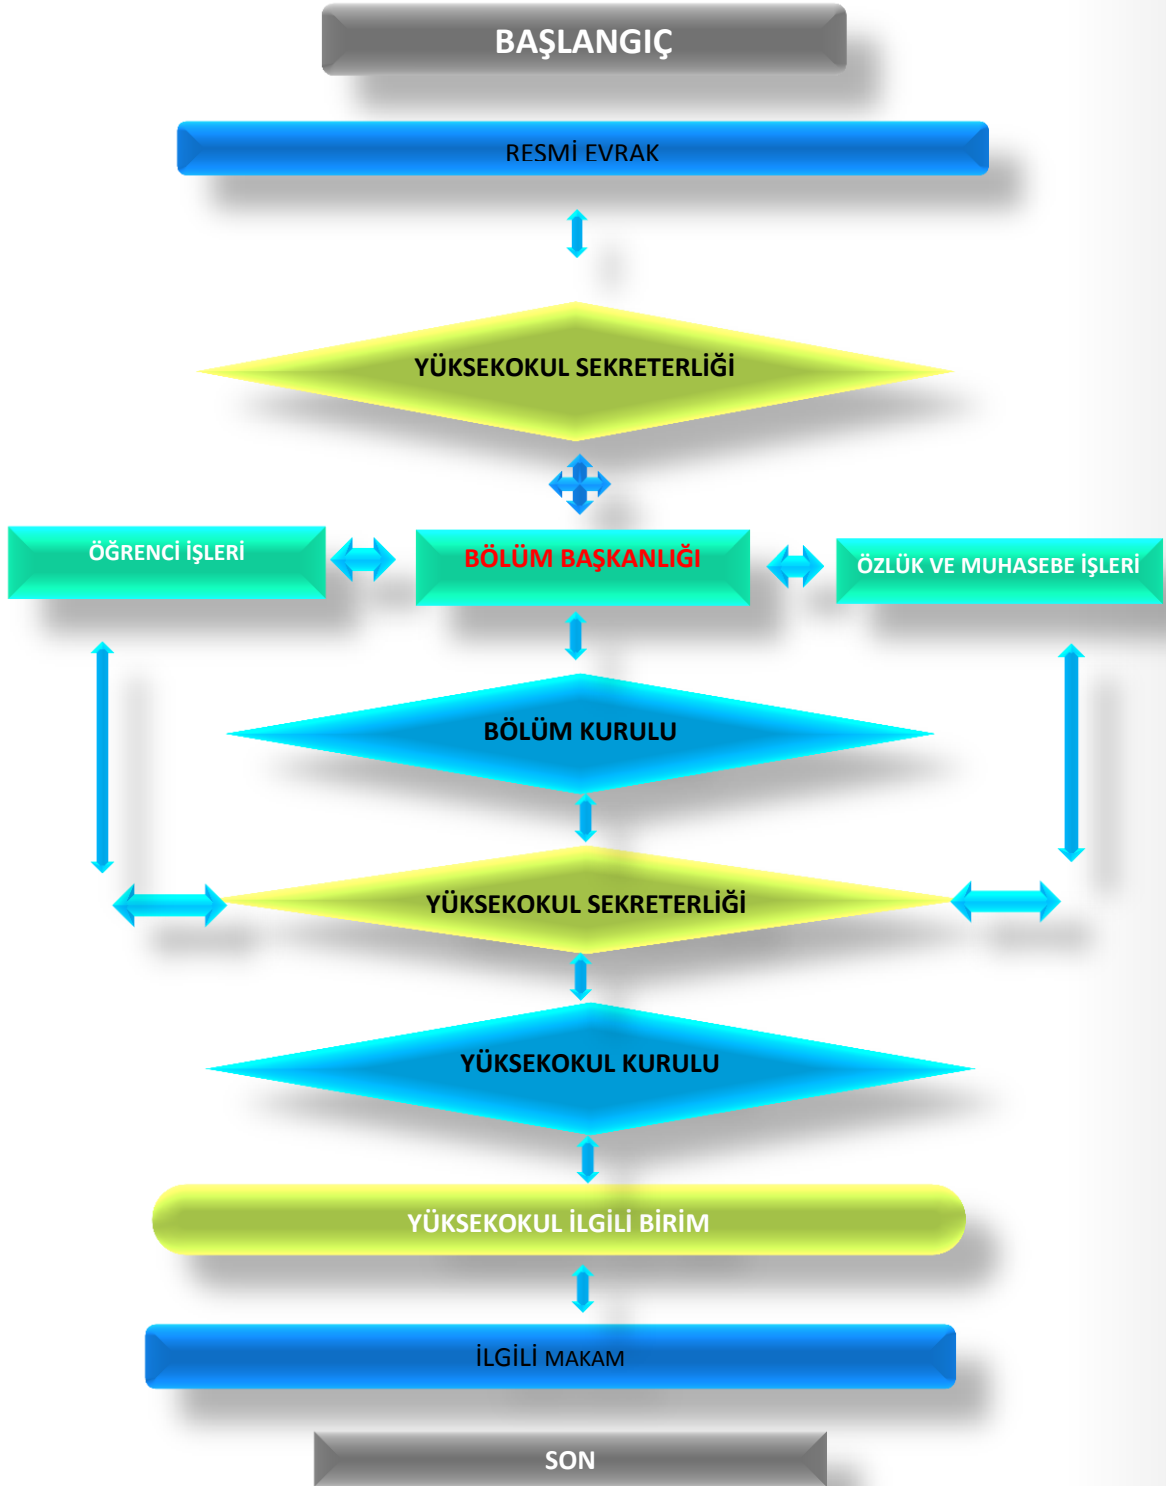 BAŞLANGIÇ
RESMİ EVRAK
YÜKSEKOKUL SEKRETERLİĞİ
ÖĞRENCİ İŞLERİ
BÖLÜM BAŞKANLIĞI
ÖZLÜK VE MUHASEBE İŞLERİ
BÖLÜM KURULU
YÜKSEKOKUL SEKRETERLİĞİ
YÜKSEKOKUL KURULU
YÜKSEKOKUL İLGİLİ BİRİM
İLGİLİ MAKAM
SON